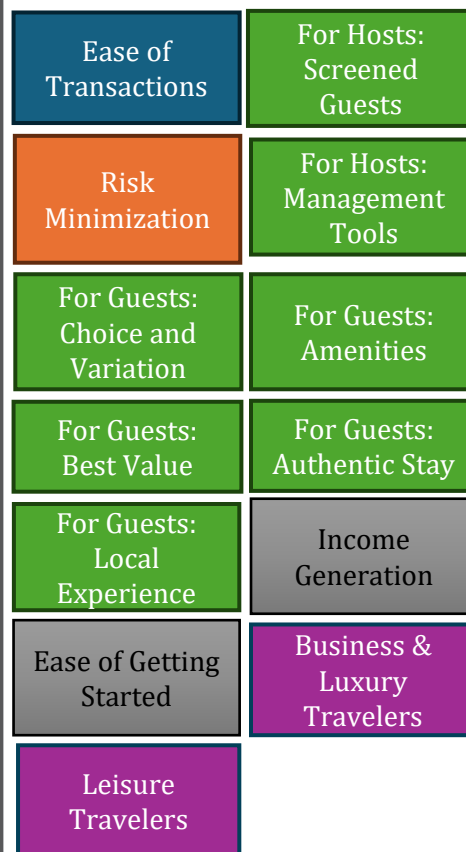 Ease of
Transactions
For Hosts:
Screened
Guests
Risk
Minimization
For Hosts:
Management
Tools
For Guests:
Choice and
Variation
For Guests:
Amenities
For Guests:
Best Value
For Guests:
Authentic Stay
For Guests:
Local
Experience
Income
Generation
Ease of Getting
Started
Business &
Luxury
Travelers
Leisure
Travelers